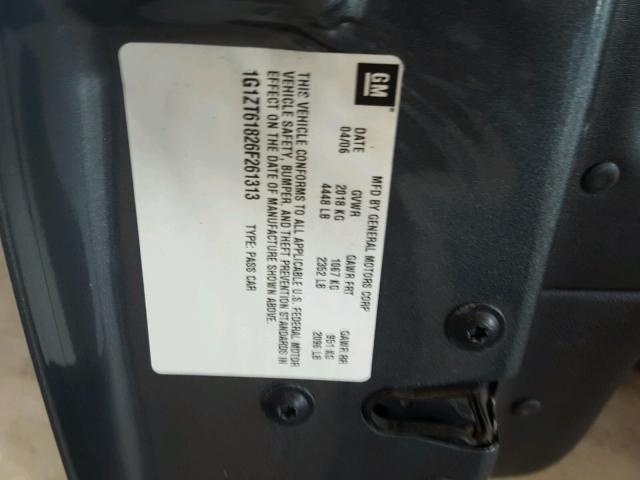 GM
MFD BY GENERAL MOTORS CORP
DATE GVWR GAWR FRT GAWR RR
04/06 2018 KG 1067 KG 951 KG
4448 LB 2352 LB 2096 LB
THIS VEHICLE CONFORMS TO ALL APPLICABLE U.S. FEDERAL MOTOR
VEHICLE SAFETY, BUMPER, AND THEFT PREVENTION STANDARDS IN
EFFECT ON THE DATE OF MANUFACTURE SHOWN ABOVE.
1G1ZT61826F261313 TYPE: PASS CAR